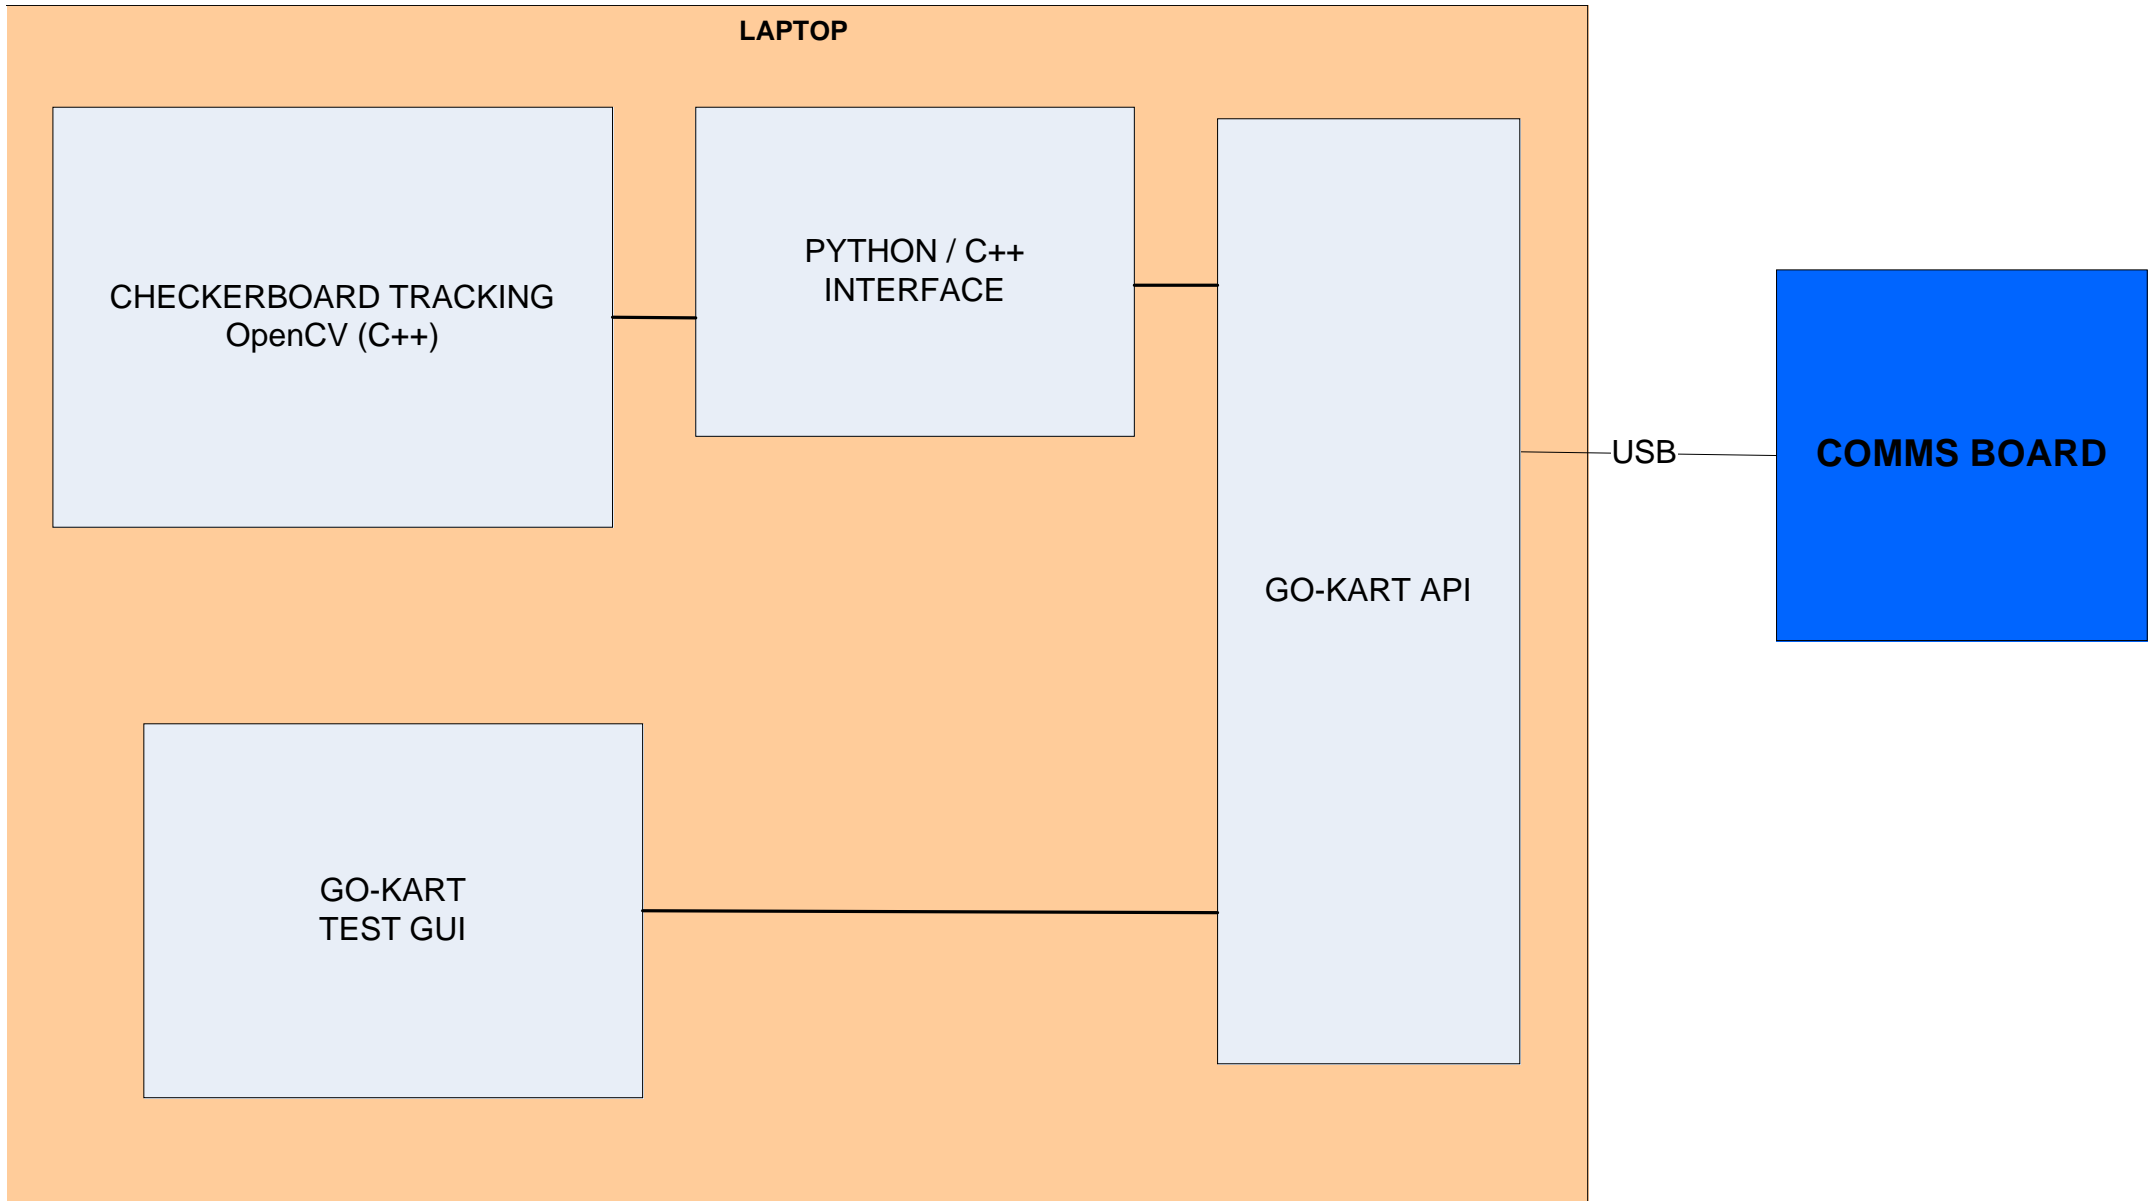 LAPTOP
CHECKERBOARD TRACKING
OpenCV (C++)
PYTHON / C++
INTERFACE
GO-KART API
USB
COMMS BOARD
GO-KART
TEST GUI